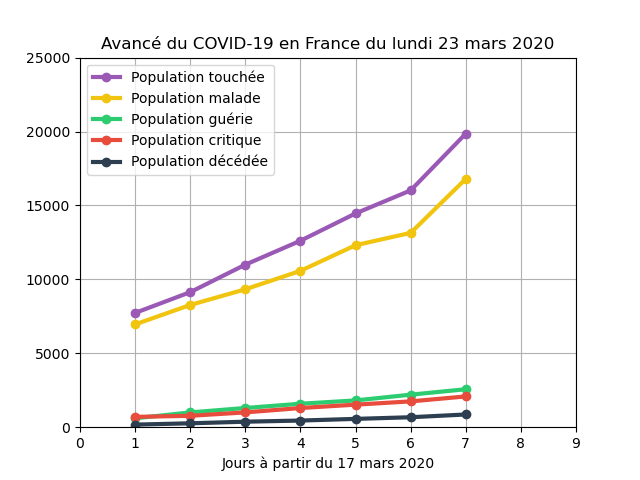 Avancé du COVID-19 en France du lundi 23 mars 2020
25000
20000
15000
10000
5000
0
Population touchée
Population malade
Population guérie
Population critique
Population décédée
0 1 2 3 4 5 6 7 8 9
Jours à partir du 17 mars 2020